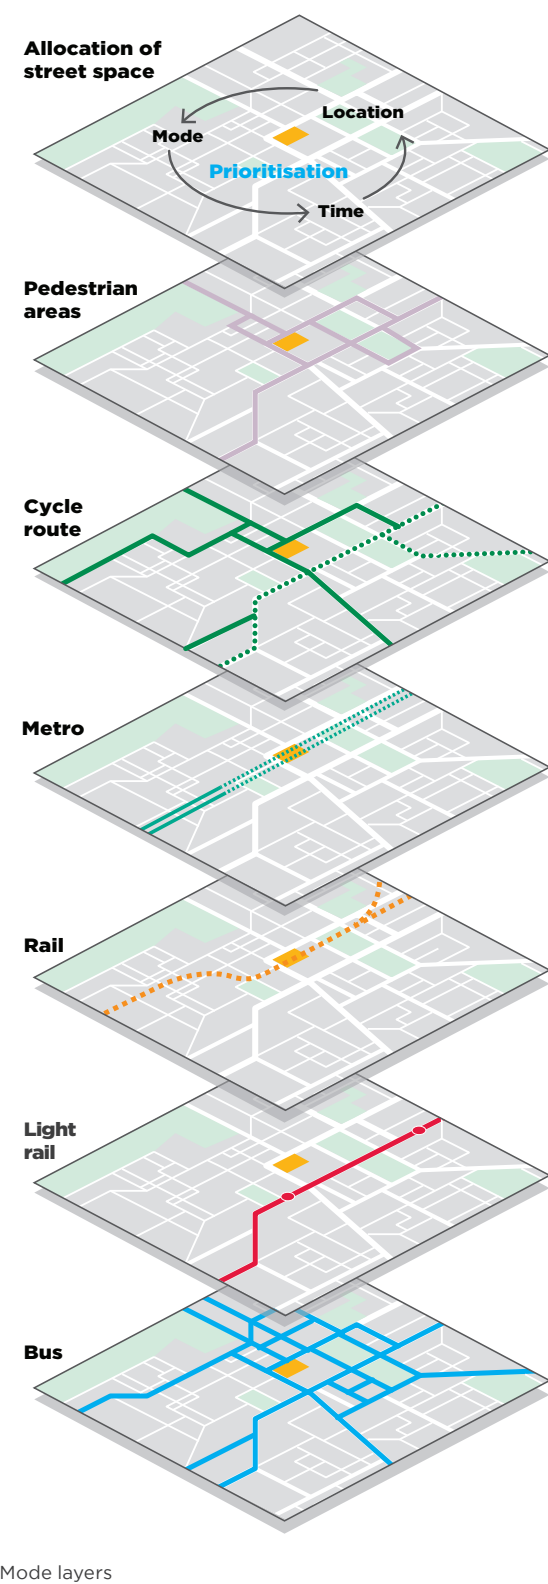 Allocation of
street space
Location
Mode
Prioritisation
Time
Pedestrian
areas
Cycle
route
Metro
Rail
Light
rail
Bus
Mode layers